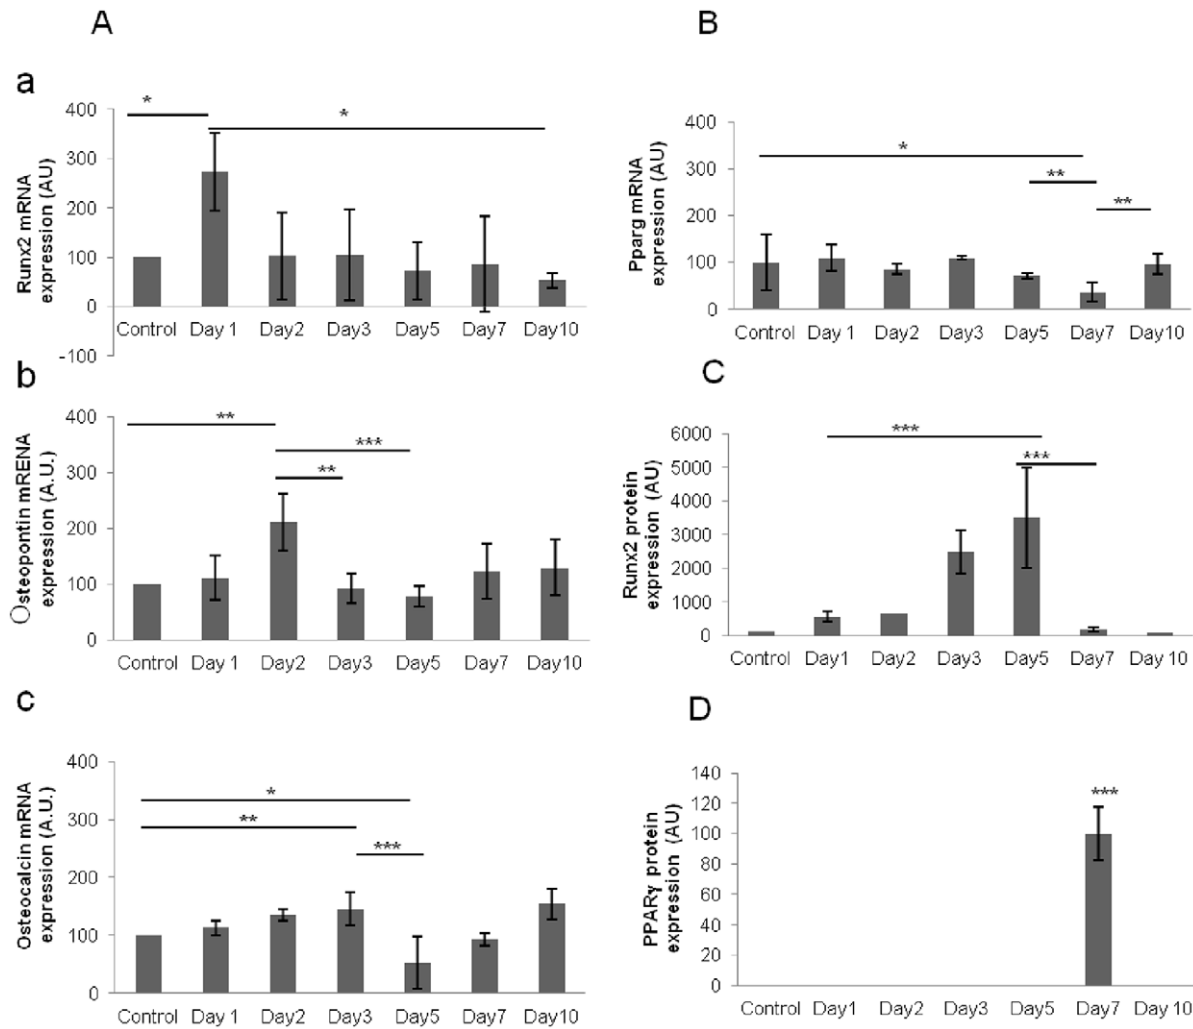 A
a
Runx2 mRNA
expression (AU)
400
300
200
100
0
-100
*
*
Control Day 1 Day2 Day3 Day5 Day7 Day10
b
Osteopontin mRENA
expression (A.U.)
400
300
200
100
0
**
***
**
Control Day 1 Day2 Day3 Day5 Day7 Day10
c
Osteocalcin mRNA
expression (A.U.)
400
300
200
100
0
*
**
***
Control Day 1 Day2 Day3 Day5 Day7 Day10
B
Pparg mRNA
expression (AU)
400
300
200
100
0
*
**
**
Control Day 1 Day2 Day3 Day5 Day7 Day10
C
Runx2 protein
expression (AU)
6000
5000
4000
3000
2000
1000
0
***
***
Control Day1 Day2 Day3 Day5 Day7 Day 10
D
PPARγ protein
expression (AU)
140
120
100
80
60
40
20
0
***
Control Day1 Day2 Day3 Day5 Day7 Day 10